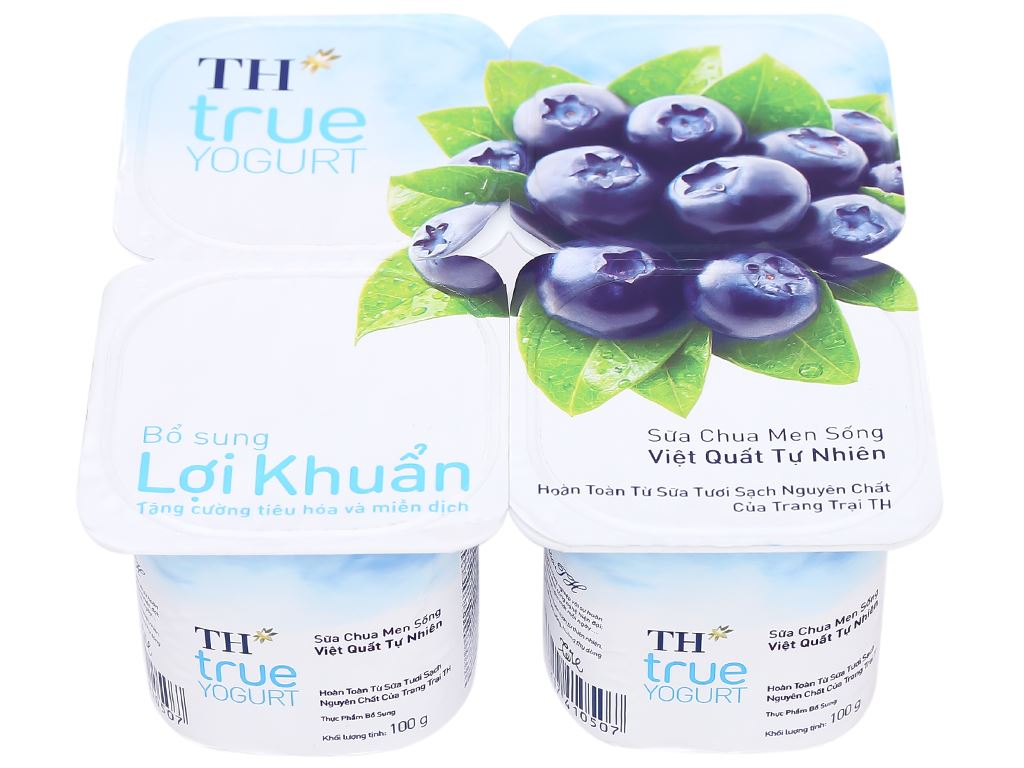 TH
true
YOGURT
Bổ sung
Lợi Khuẩn
Tăng cường tiêu hóa và miễn dịch
Sữa Chua Men Sống
Việt Quất Tự Nhiên
Hoàn Toàn Từ Sữa Tươi Sạch Nguyên Chất
Của Trang Trại TH
TH
true
YOGURT
Sữa Chua Men Sống
Việt Quất Tự Nhiên
Hoàn Toàn Từ Sữa Tươi Sạch
Nguyên Chất Của Trang Trại TH
Thực Phẩm Bổ Sung
Khối lượng tịnh: 100 g
410507
TH
true
YOGURT
Sữa Chua Men Sống
Việt Quất Tự Nhiên
Hoàn Toàn Từ Sữa Tươi Sạch
Nguyên Chất Của Trang Trại TH
Thực Phẩm Bổ Sung
Khối lượng tịnh: 100 g